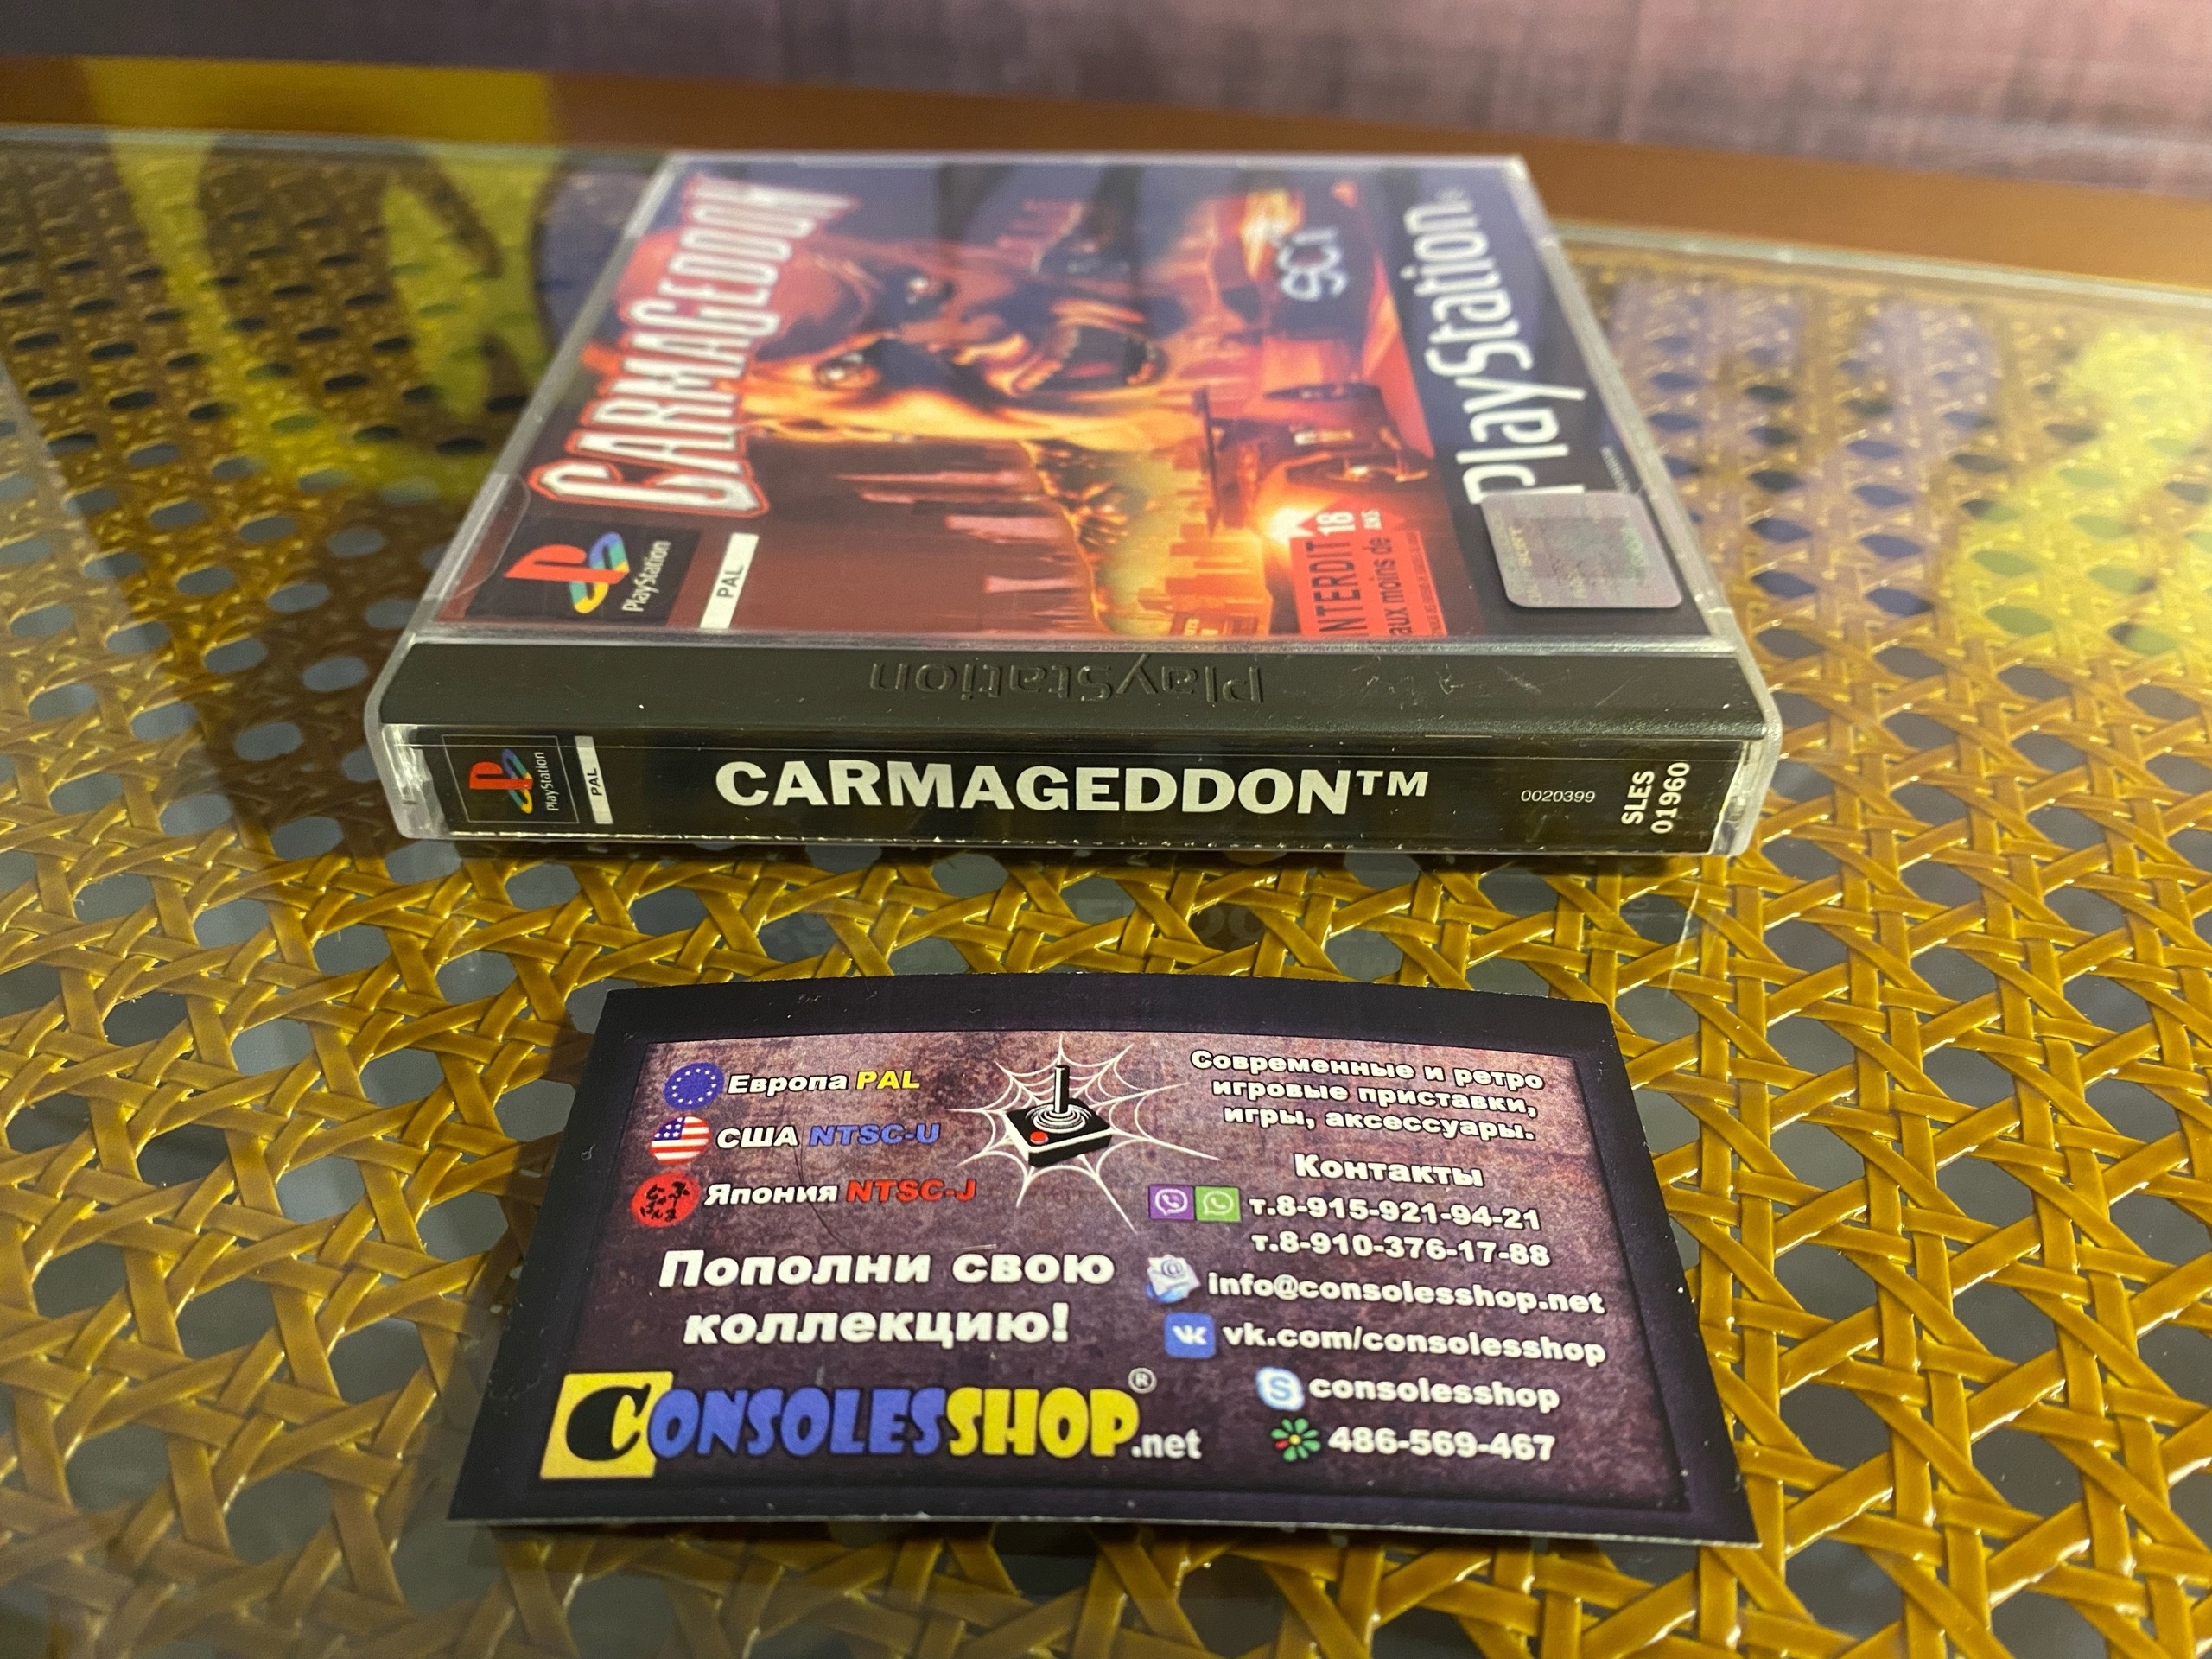 CARMAGEDDON
SCi
PlayStation
PlayStation
PAL
INTERDIT
aux moins de
18
ANS
PlayStation
PlayStation
PAL
CARMAGEDDON™
0020399
SLES
01960
Европа PAL
США NTSC-U
Япония NTSC-J
Пополни свою
коллекцию!
CONSOLESSHOP®.net
Современные и ретро
игровые приставки,
игры, аксессуары.
Контакты
т.8-915-921-94-21
т.8-910-376-17-88
info@consolesshop.net
vk.com/consolesshop
consolesshop
486-569-467